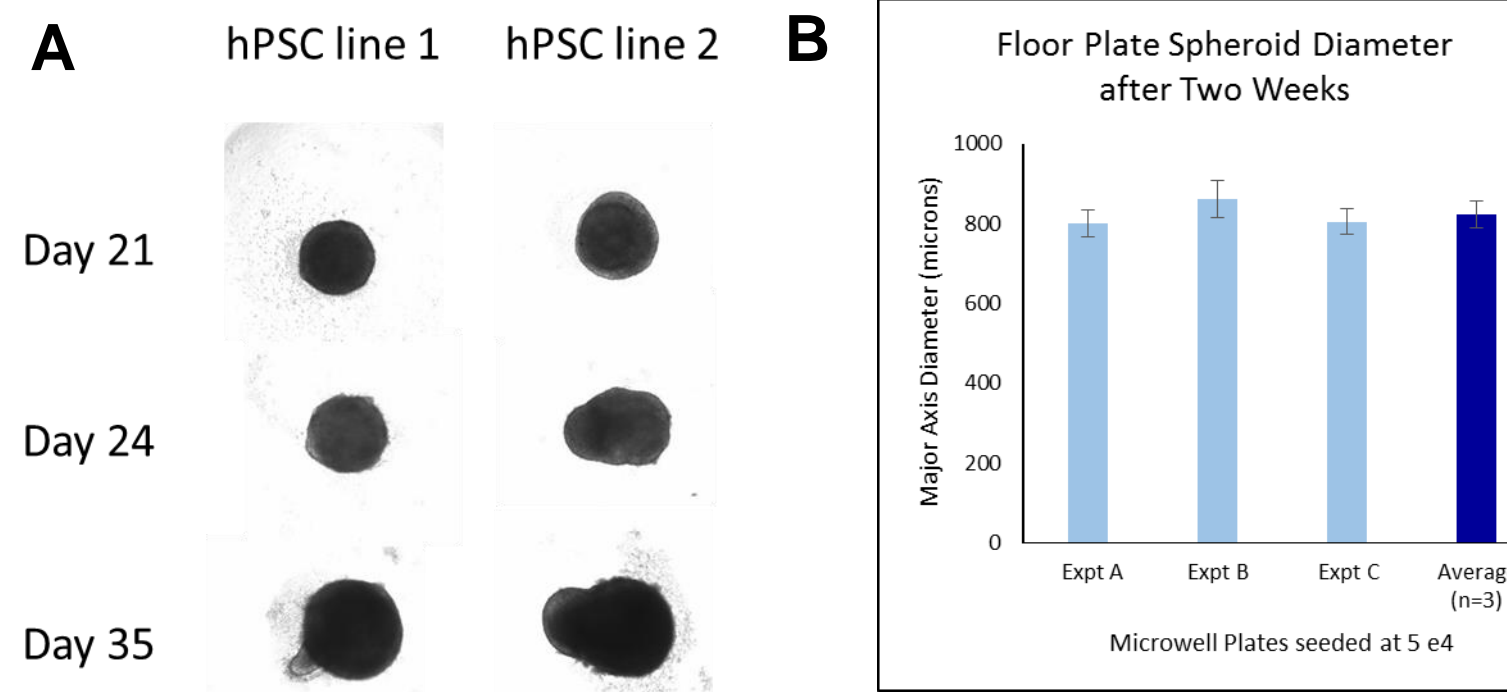 A
hPSC line 1
hPSC line 2
Day 21
Day 24
Day 35
B
Floor Plate Spheroid Diameter
after Two Weeks
Major Axis Diameter (microns)
1000
800
600
400
200
0
Expt A
Expt B
Expt C
Averag
(n=3)
Microwell Plates seeded at 5 e4